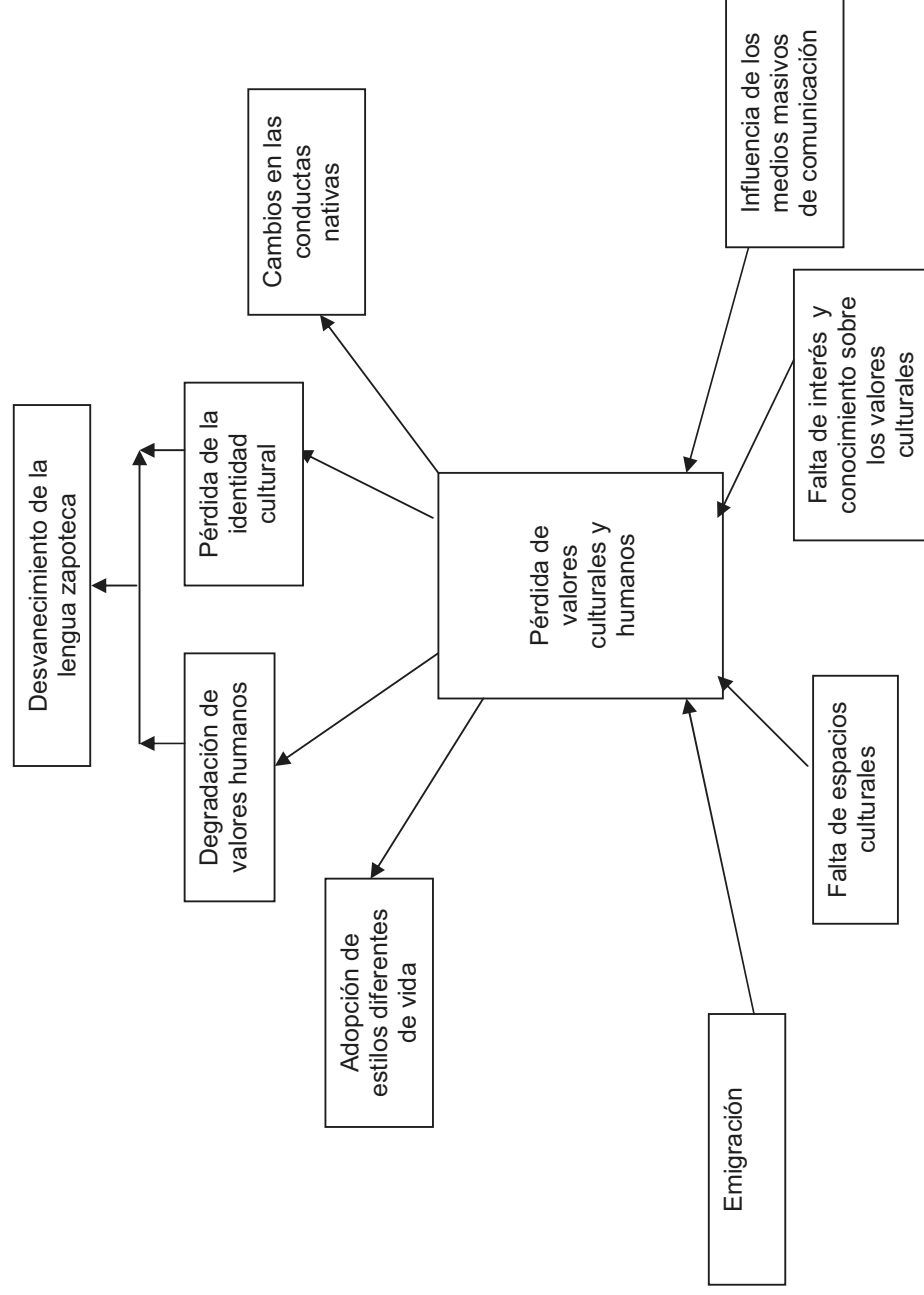 Desvanecimiento de la
lengua zapoteca
Degradación de
valores humanos
Pérdida de la
identidad
cultural
Cambios en las
conductas
nativas
Adopción de
estilos diferentes
de vida
Pérdida de
valores
culturales y
humanos
Emigración
Falta de espacios
culturales
Falta de interés y
conocimiento sobre
los valores
culturales
Influencia de los
medios masivos
de comunicación